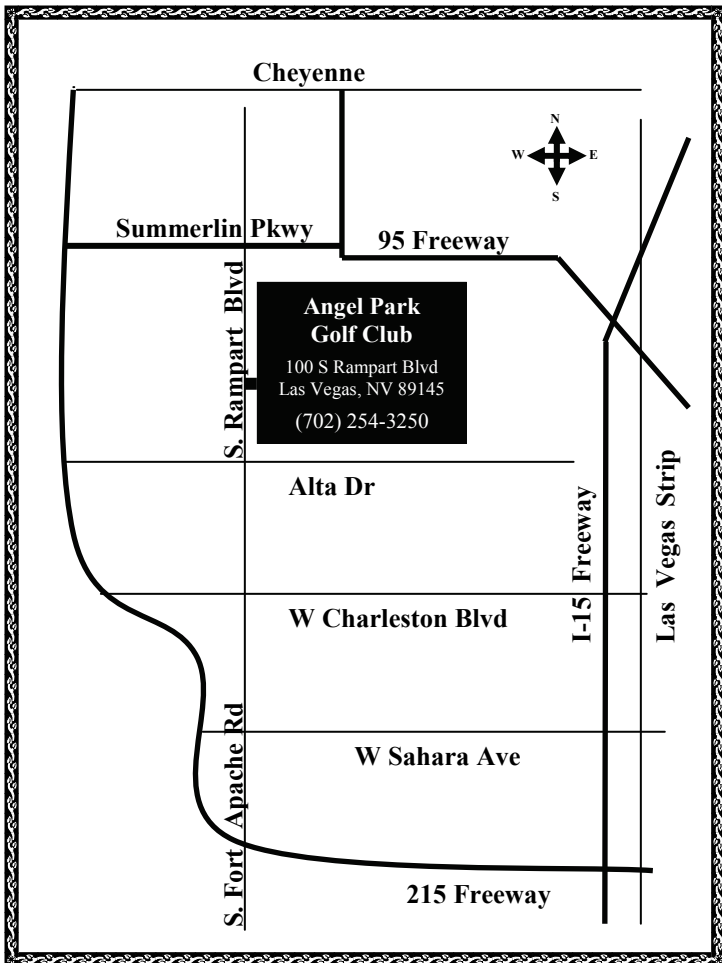 Cheyenne
N
W E
S
Summerlin Pkwy
95 Freeway
S. Rampart Blvd
Angel Park
Golf Club
100 S Rampart Blvd
Las Vegas, NV 89145
(702) 254-3250
Alta Dr
I-15 Freeway
Las Vegas Strip
W Charleston Blvd
S. Fort Apache Rd
W Sahara Ave
215 Freeway